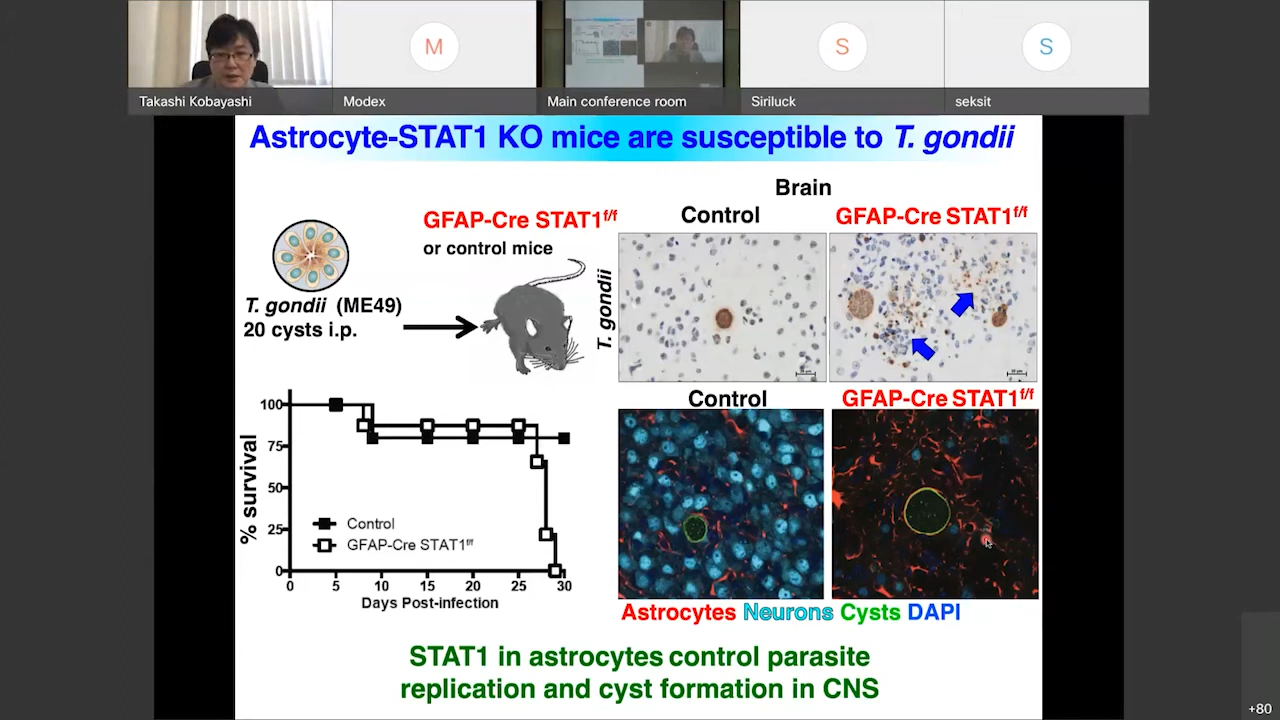 M
S
S
Takashi Kobayashi
Modex
Main conference room
Siriluck
seksit
Astrocyte-STAT1 KO mice are susceptible to T. gondii
Brain
GFAP-Cre STAT1f/f
or control mice
Control
GFAP-Cre STAT1f/f
T. gondii (ME49)
20 cysts i.p.
T. gondii
Control
GFAP-Cre STAT1f/f
% survival
100
75
50
25
0
Control
GFAP-Cre STAT1f/f
0 5 10 15 20 25 30
Days Post-infection
Astrocytes Neurons Cysts DAPI
STAT1 in astrocytes control parasite
replication and cyst formation in CNS
+80